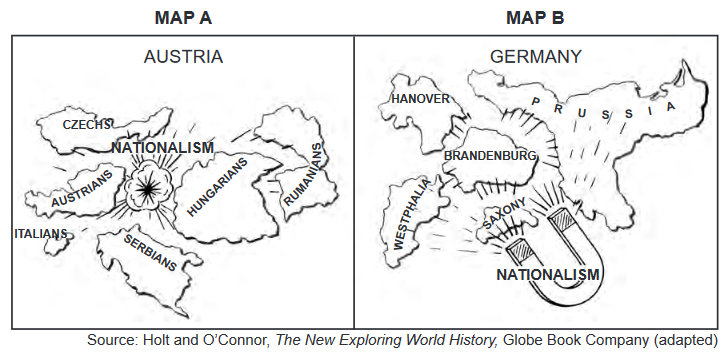 MAP A
MAP B
AUSTRIA
CZECHS
NATIONALISM
AUSTRIANS
HUNGARIANS
RUMANIANS
ITALIANS
SERBIANS
GERMANY
HANOVER
PRUSSIA
BRANDENBURG
WESTPHALIA
SAXONY
NATIONALISM
Source: Holt and O’Connor, The New Exploring World History, Globe Book Company (adapted)